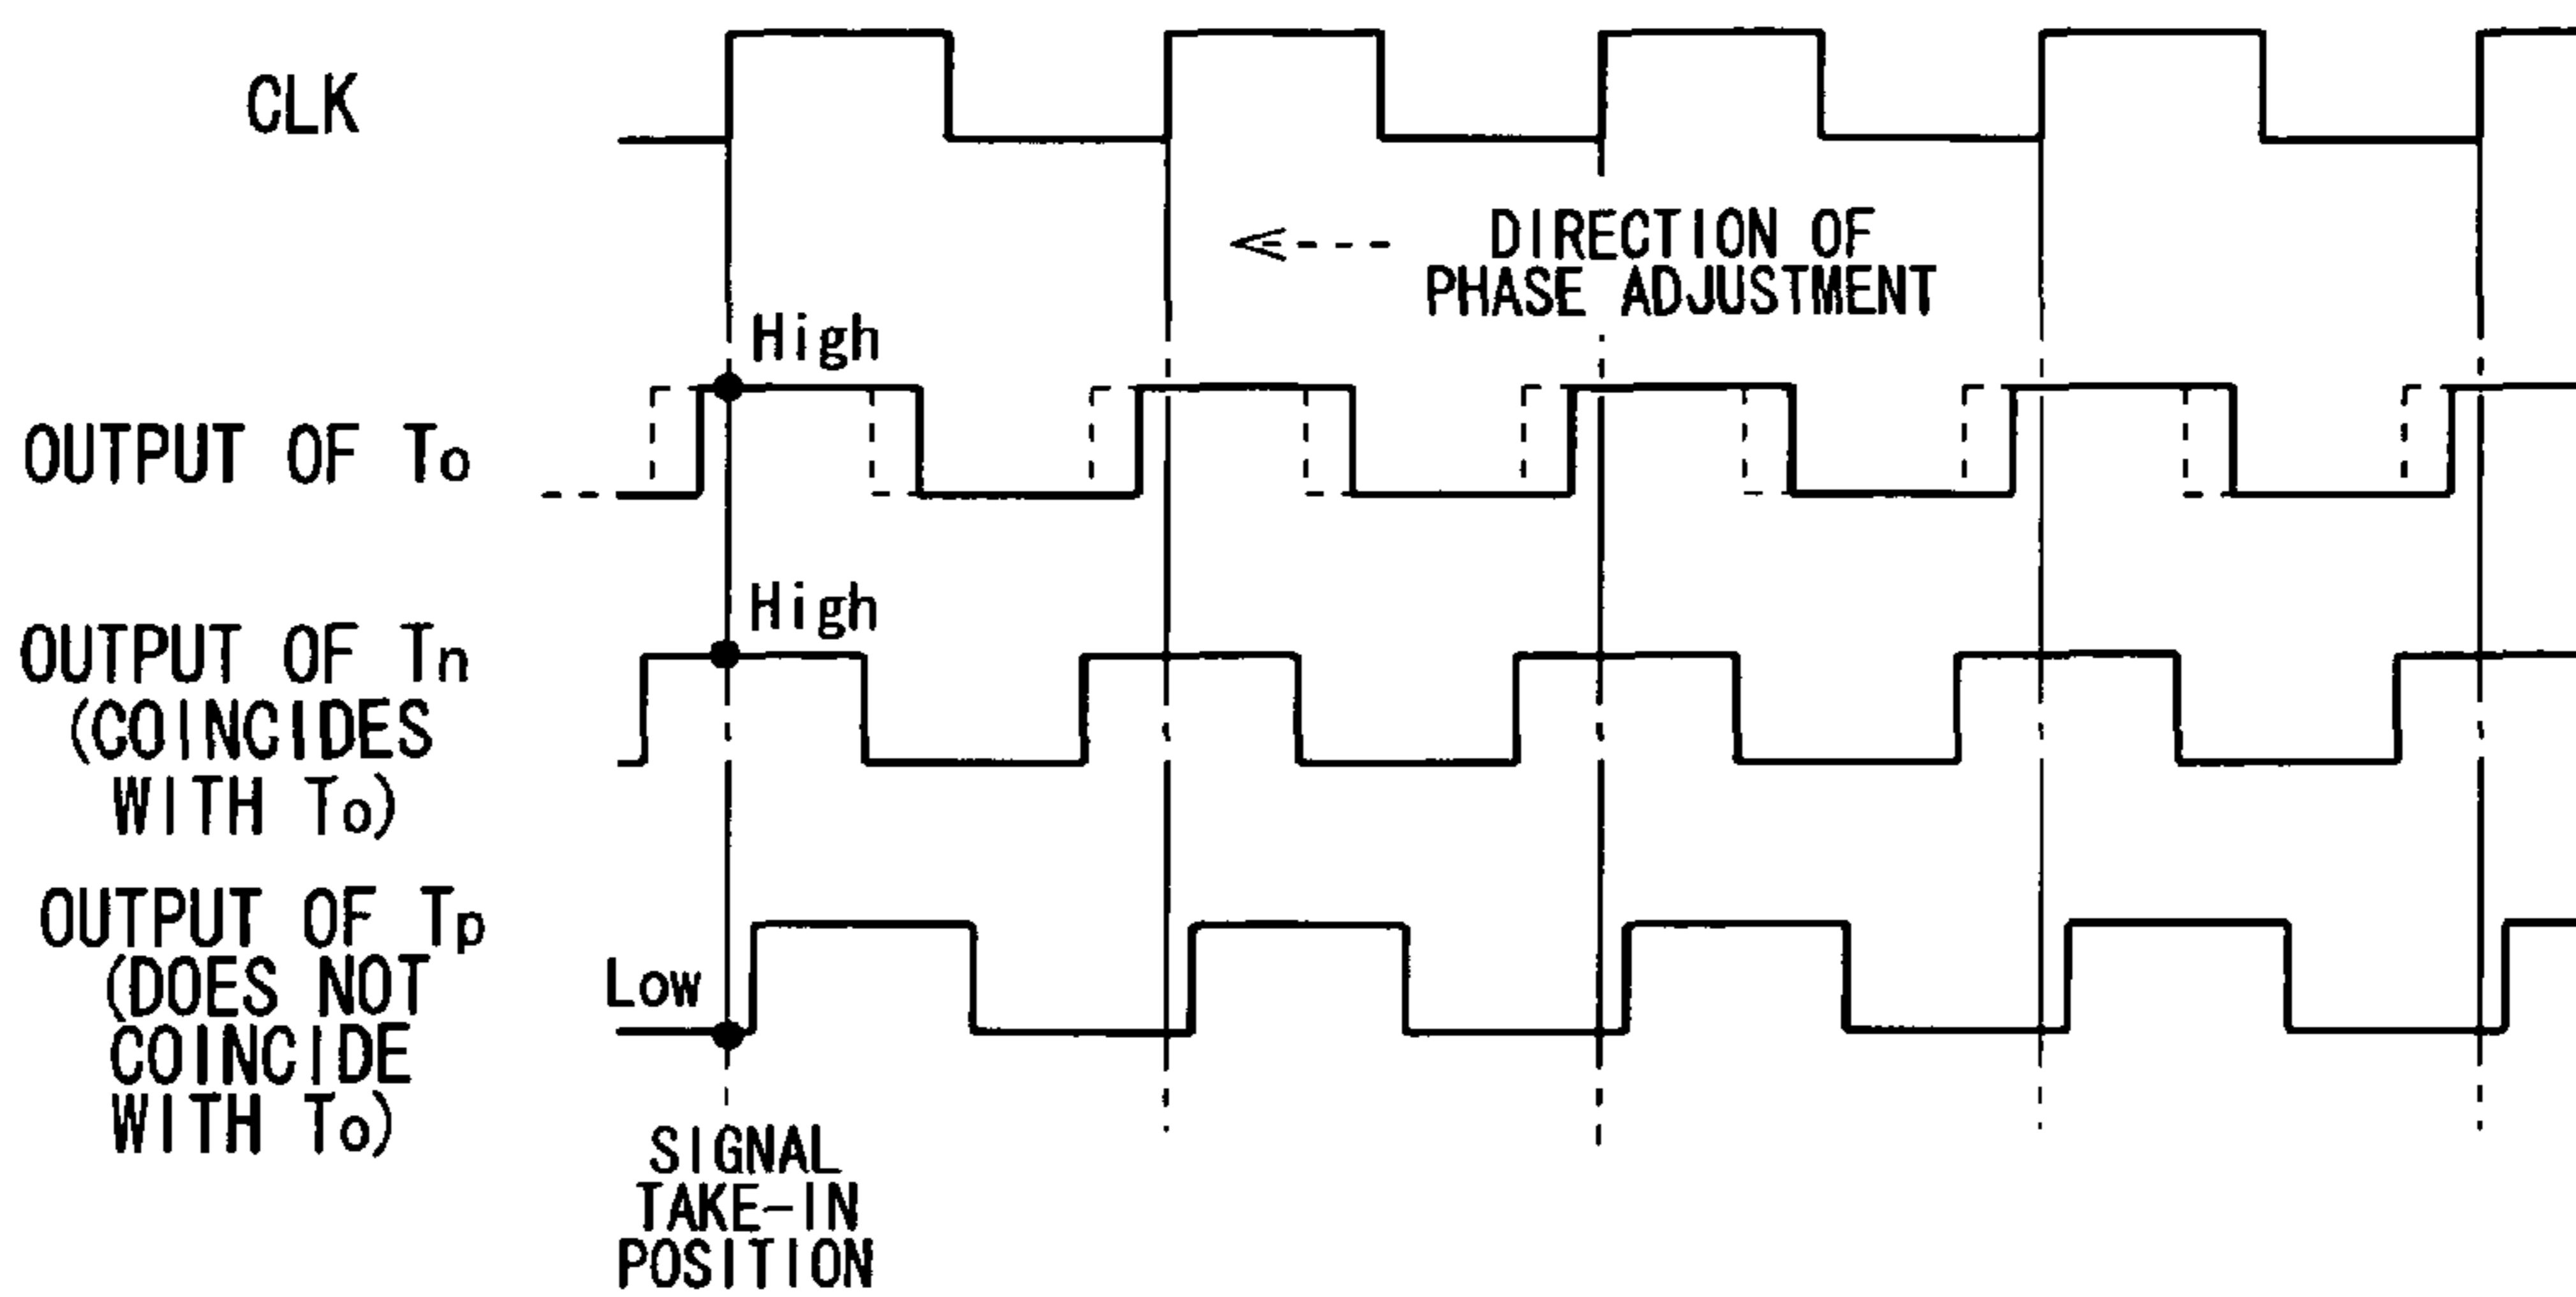 CLK
DIRECTION OF
PHASE ADJUSTMENT
High
OUTPUT OF To
High
OUTPUT OF Tn
(COINCIDES
WITH To)
OUTPUT OF Tp
(DOES NOT
COINCIDE
WITH To)
Low
SIGNAL
TAKE-IN
POSITION